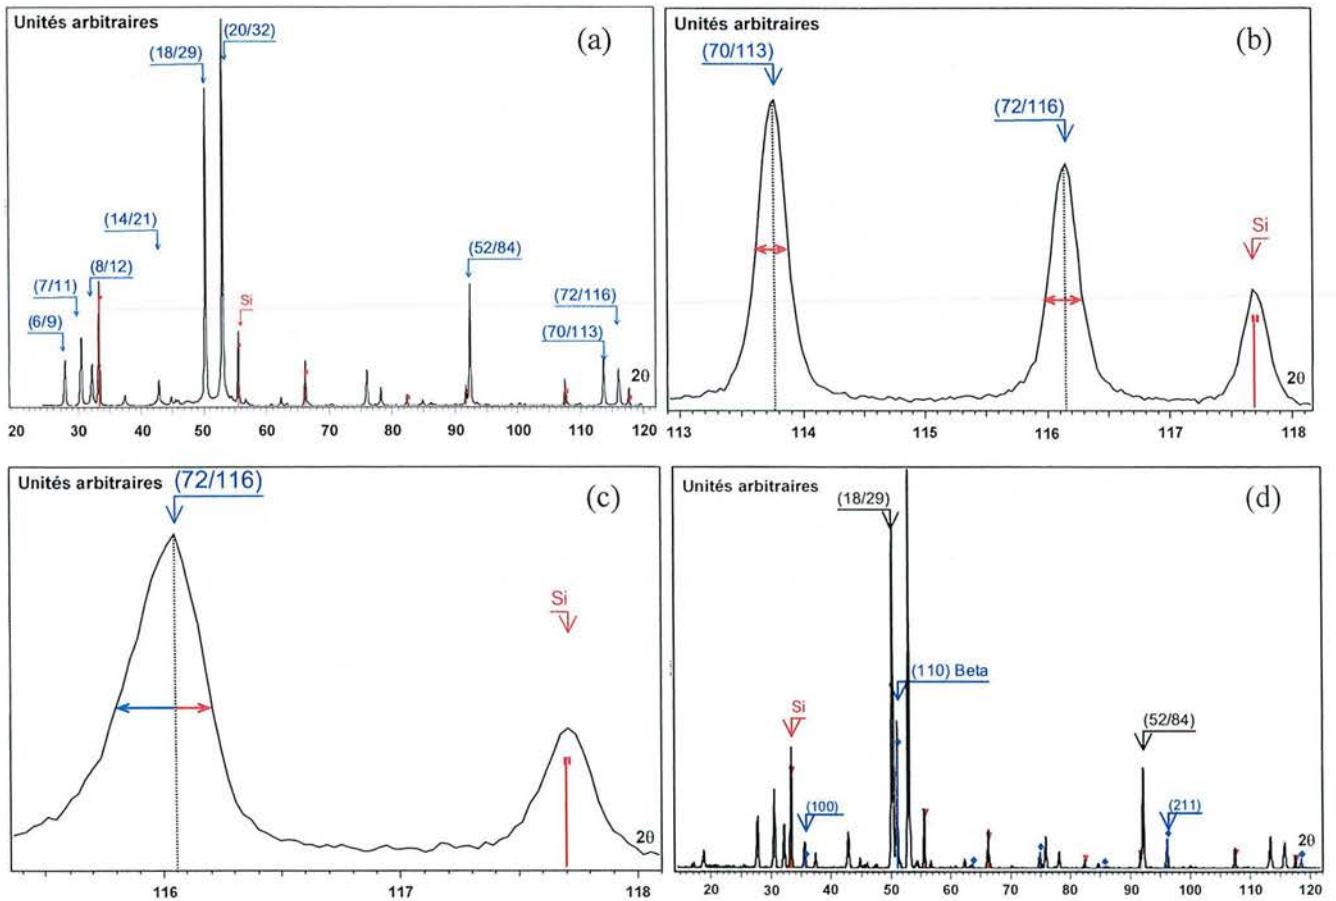 Unités arbitraires
(a)
(20/32)
(18/29)
(14/21)
(52/84)
(7/11)
(8/12)
Si
(72/116)
(6/9)
(70/113)
2θ
20 30 40 50 60 70 80 90 100 110 120
Unités arbitraires
(b)
(70/113)
(72/116)
Si
2θ
113 114 115 116 117 118
Unités arbitraires
(72/116)
(c)
Si
2θ
116 117 118
Unités arbitraires
(18/29)
(d)
(110) Beta
Si
(52/84)
(100)
(211)
2θ
20 30 40 50 60 70 80 90 100 110 120